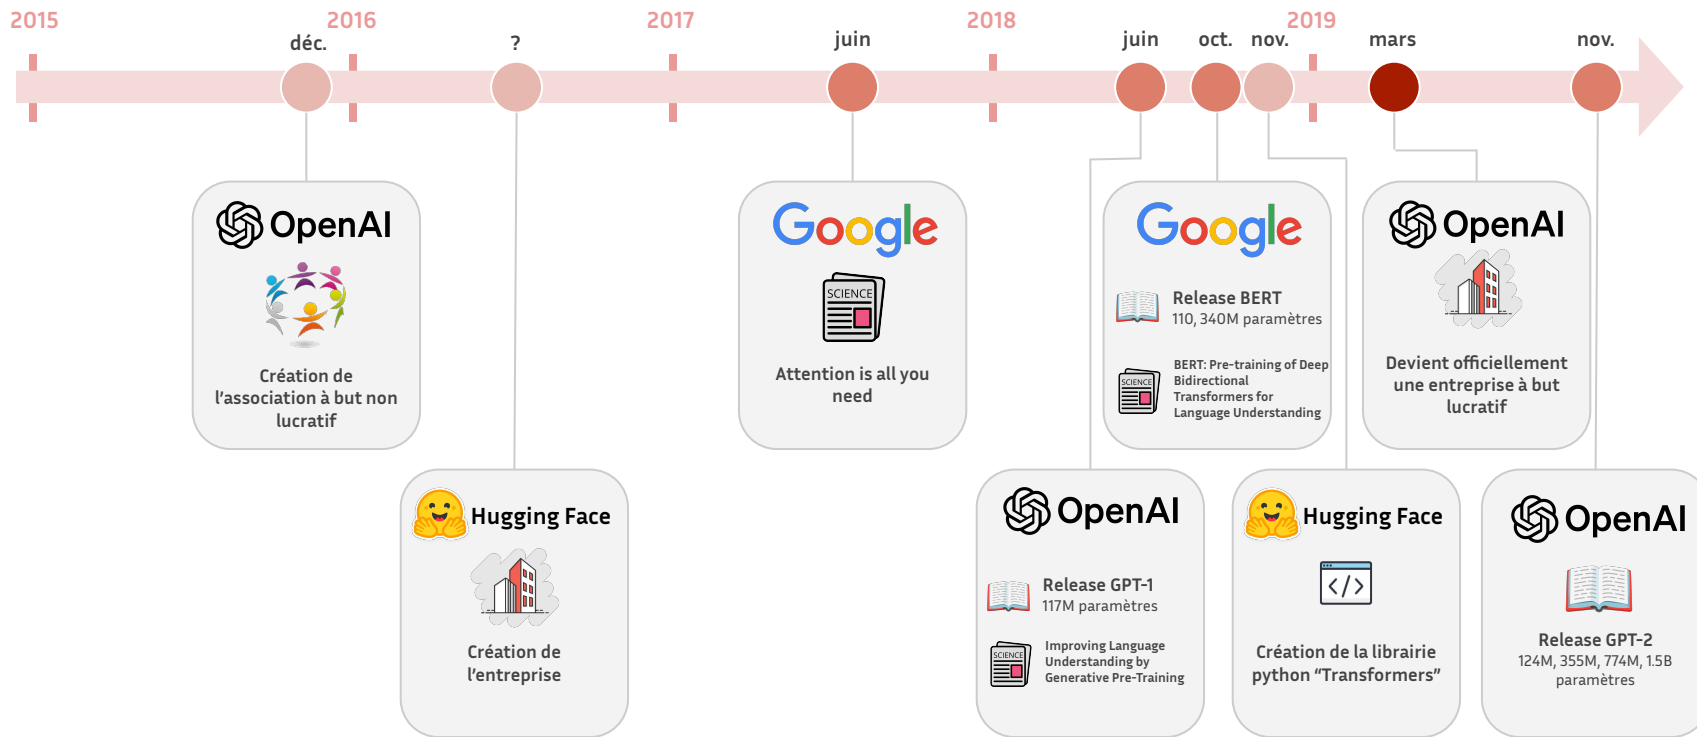 2015
2016
2017
2018
2019
déc.
?
juin
juin
oct.
nov.
mars
nov.
OpenAI
Création de
l'association à but non
lucratif
Google
SCIENCE
Attention is all you
need
Google
Release BERT
110, 340M paramètres
SCIENCE
BERT: Pre-training of Deep
Bidirectional
Transformers for
Language Understanding
OpenAI
Devient officiellement
une entreprise à but
lucratif
Hugging Face
Création de
l'entreprise
OpenAI
Release GPT-1
117M paramètres
SCIENCE
Improving Language
Understanding by
Generative Pre-Training
Hugging Face
</>
Création de la librairie
python “Transformers”
OpenAI
Release GPT-2
124M, 355M, 774M, 1.5B
paramètres